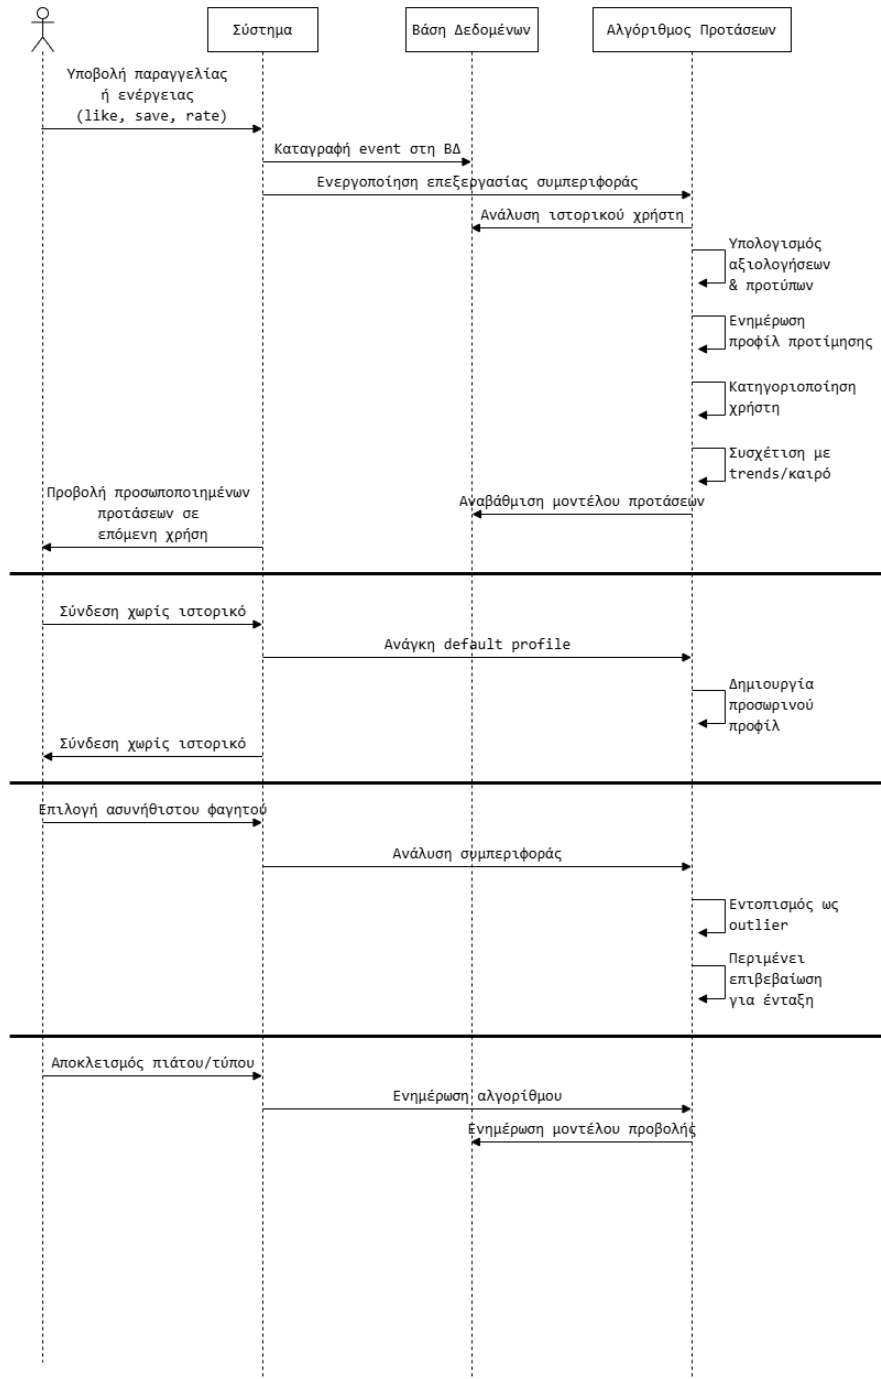 Σύστημα
Βάση Δεδομένων
Αλγόριθμος Προτάσεων
Υποβολή παραγγελίας
ή ενέργειας
(like, save, rate)
Καταγραφή event στη ΒΔ
Ενεργοποίηση επεξεργασίας συμπεριφοράς
Ανάλυση ιστορικού χρήστη
Υπολογισμός
αξιολογήσεων
& προτύπων
Ενημέρωση
προφίλ προτίμησης
Κατηγοριοποίηση
χρήστη
Συσχέτιση με
trends/καιρό
Αναβάθμιση μοντέλου προτάσεων
Προβολή προσωποποιημένων
προτάσεων σε
επόμενη χρήση
Σύνδεση χωρίς ιστορικό
Ανάγκη default profile
Δημιουργία
προσωρινού
προφίλ
Σύνδεση χωρίς ιστορικό
Επιλογή ασυνήθιστου φαγητού
Ανάλυση συμπεριφοράς
Εντοπισμός ως
outlier
Περιμένει
επιβεβαίωση
για ένταξη
Αποκλεισμός πιάτου/τύπου
Ενημέρωση αλγορίθμου
Ενημέρωση μοντέλου προβολής